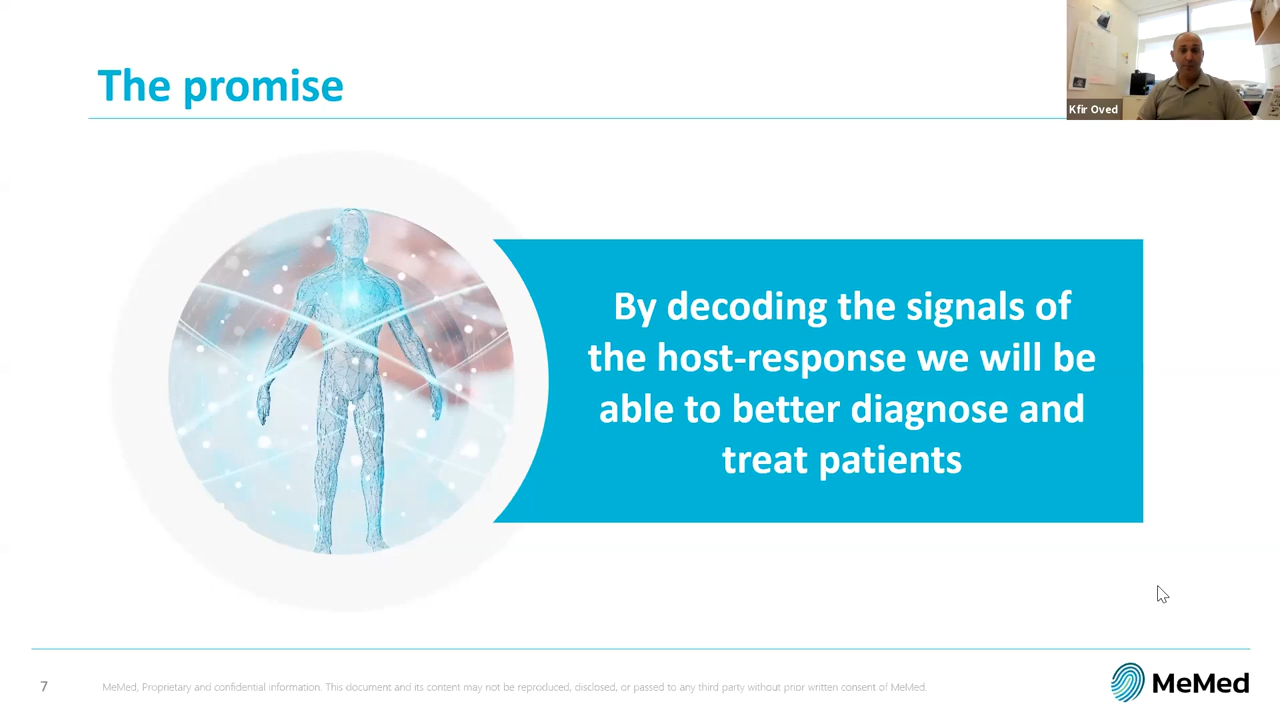 The promise
Kfir Oved
By decoding the signals of
the host-response we will be
able to better diagnose and
treat patients
7
MeMed, Proprietary and confidential information. This document and its content may not be reproduced, disclosed, or passed to any third party without prior written consent of MeMed.
MeMed